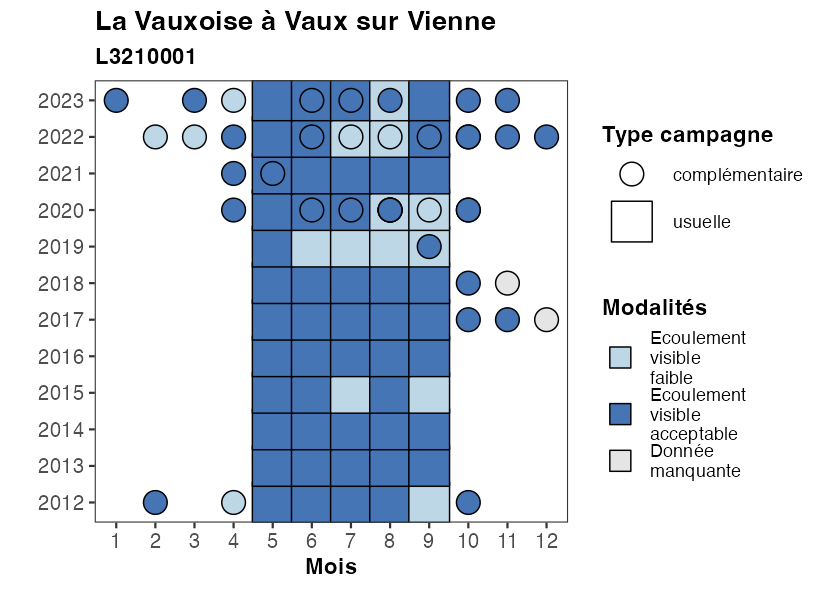 La Vauxoise à Vaux sur Vienne
L3210001
2023
2022
2021
2020
2019
2018
2017
2016
2015
2014
2013
2012
1 2 3 4 5 6 7 8 9 10 11 12
Mois
Type campagne
complémentaire
usuelle
Modalités
Ecoulement
visible
faible
Ecoulement
visible
acceptable
Donnée
manquante